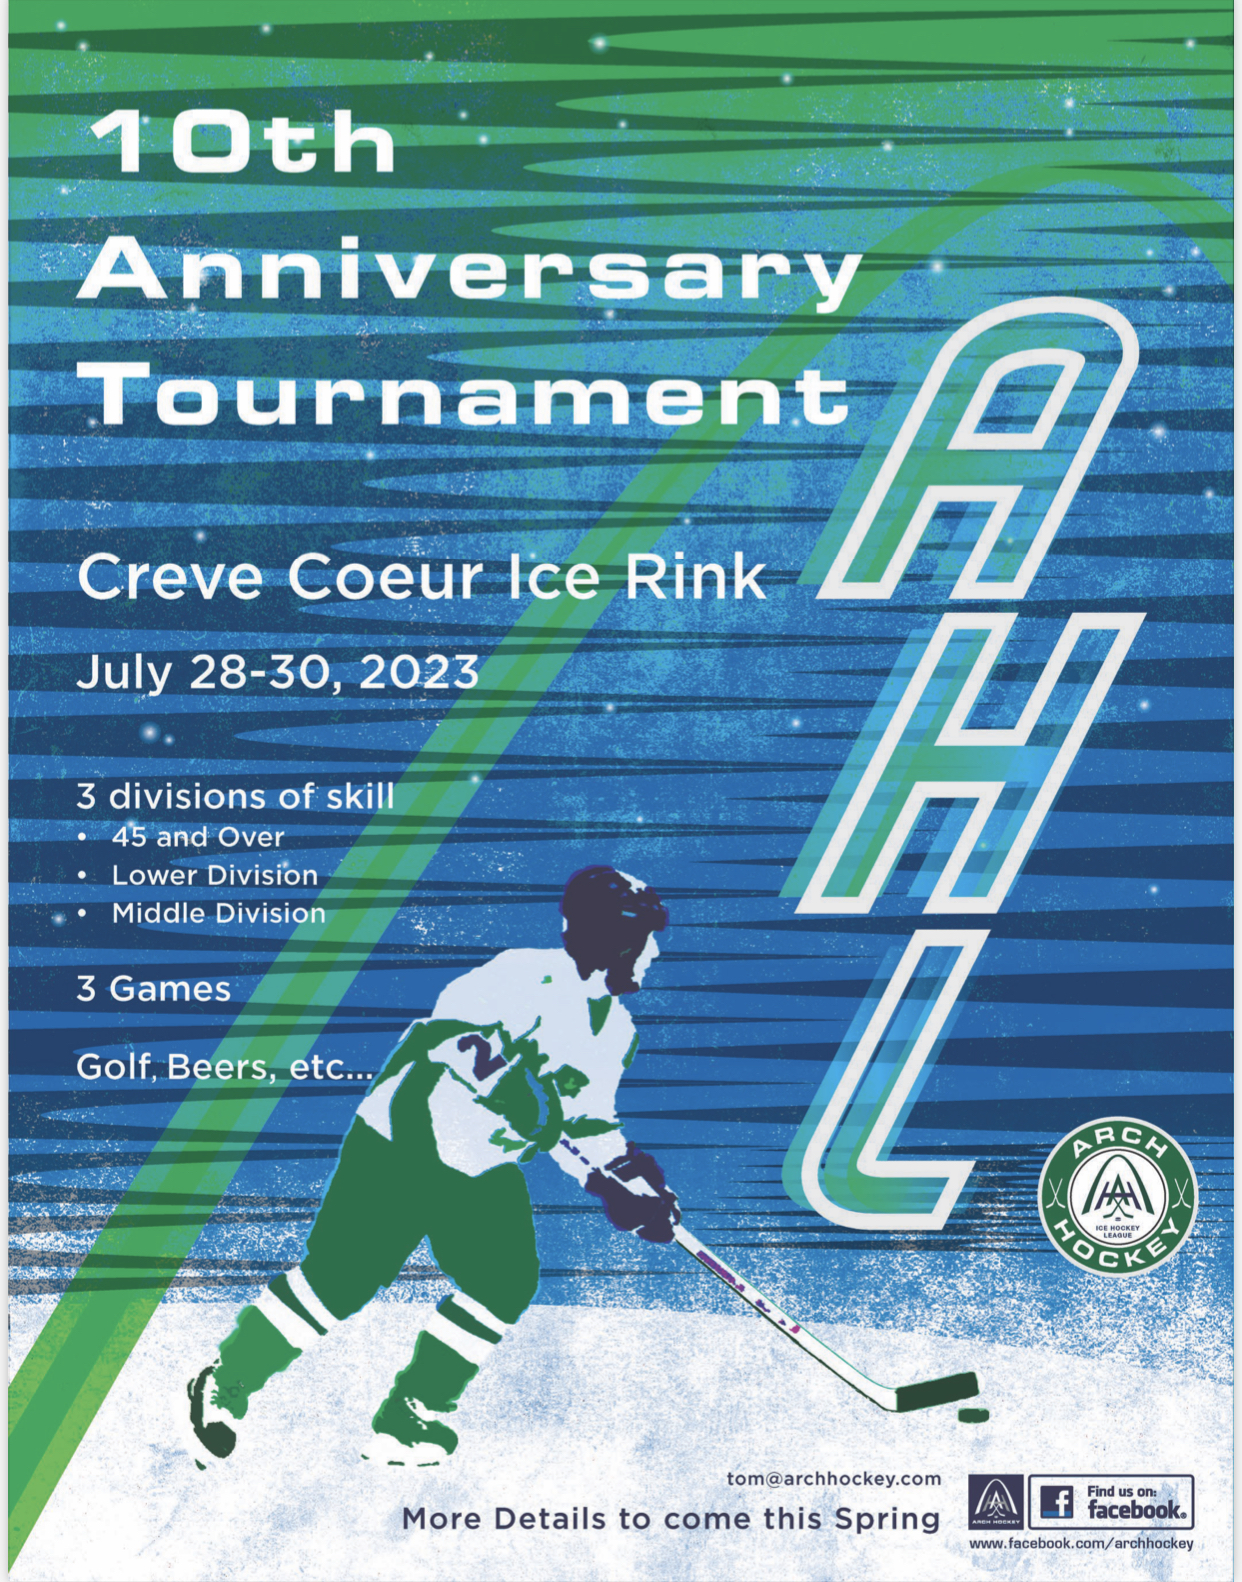 10th
Anniversary
Tournament
Creve Coeur Ice Rink
July 28-30, 2023
3 divisions of skill
• 45 and Over
• Lower Division
• Middle Division
3 Games
Golf, Beers, etc...
AHL
2
ARCH
AHA
ICE HOCKEY
LEAGUE
HOCKEY
tom@archhockey.com
More Details to come this Spring
ARCH HOCKEY
f
Find us on:
facebook®
www.facebook.com/archhockey